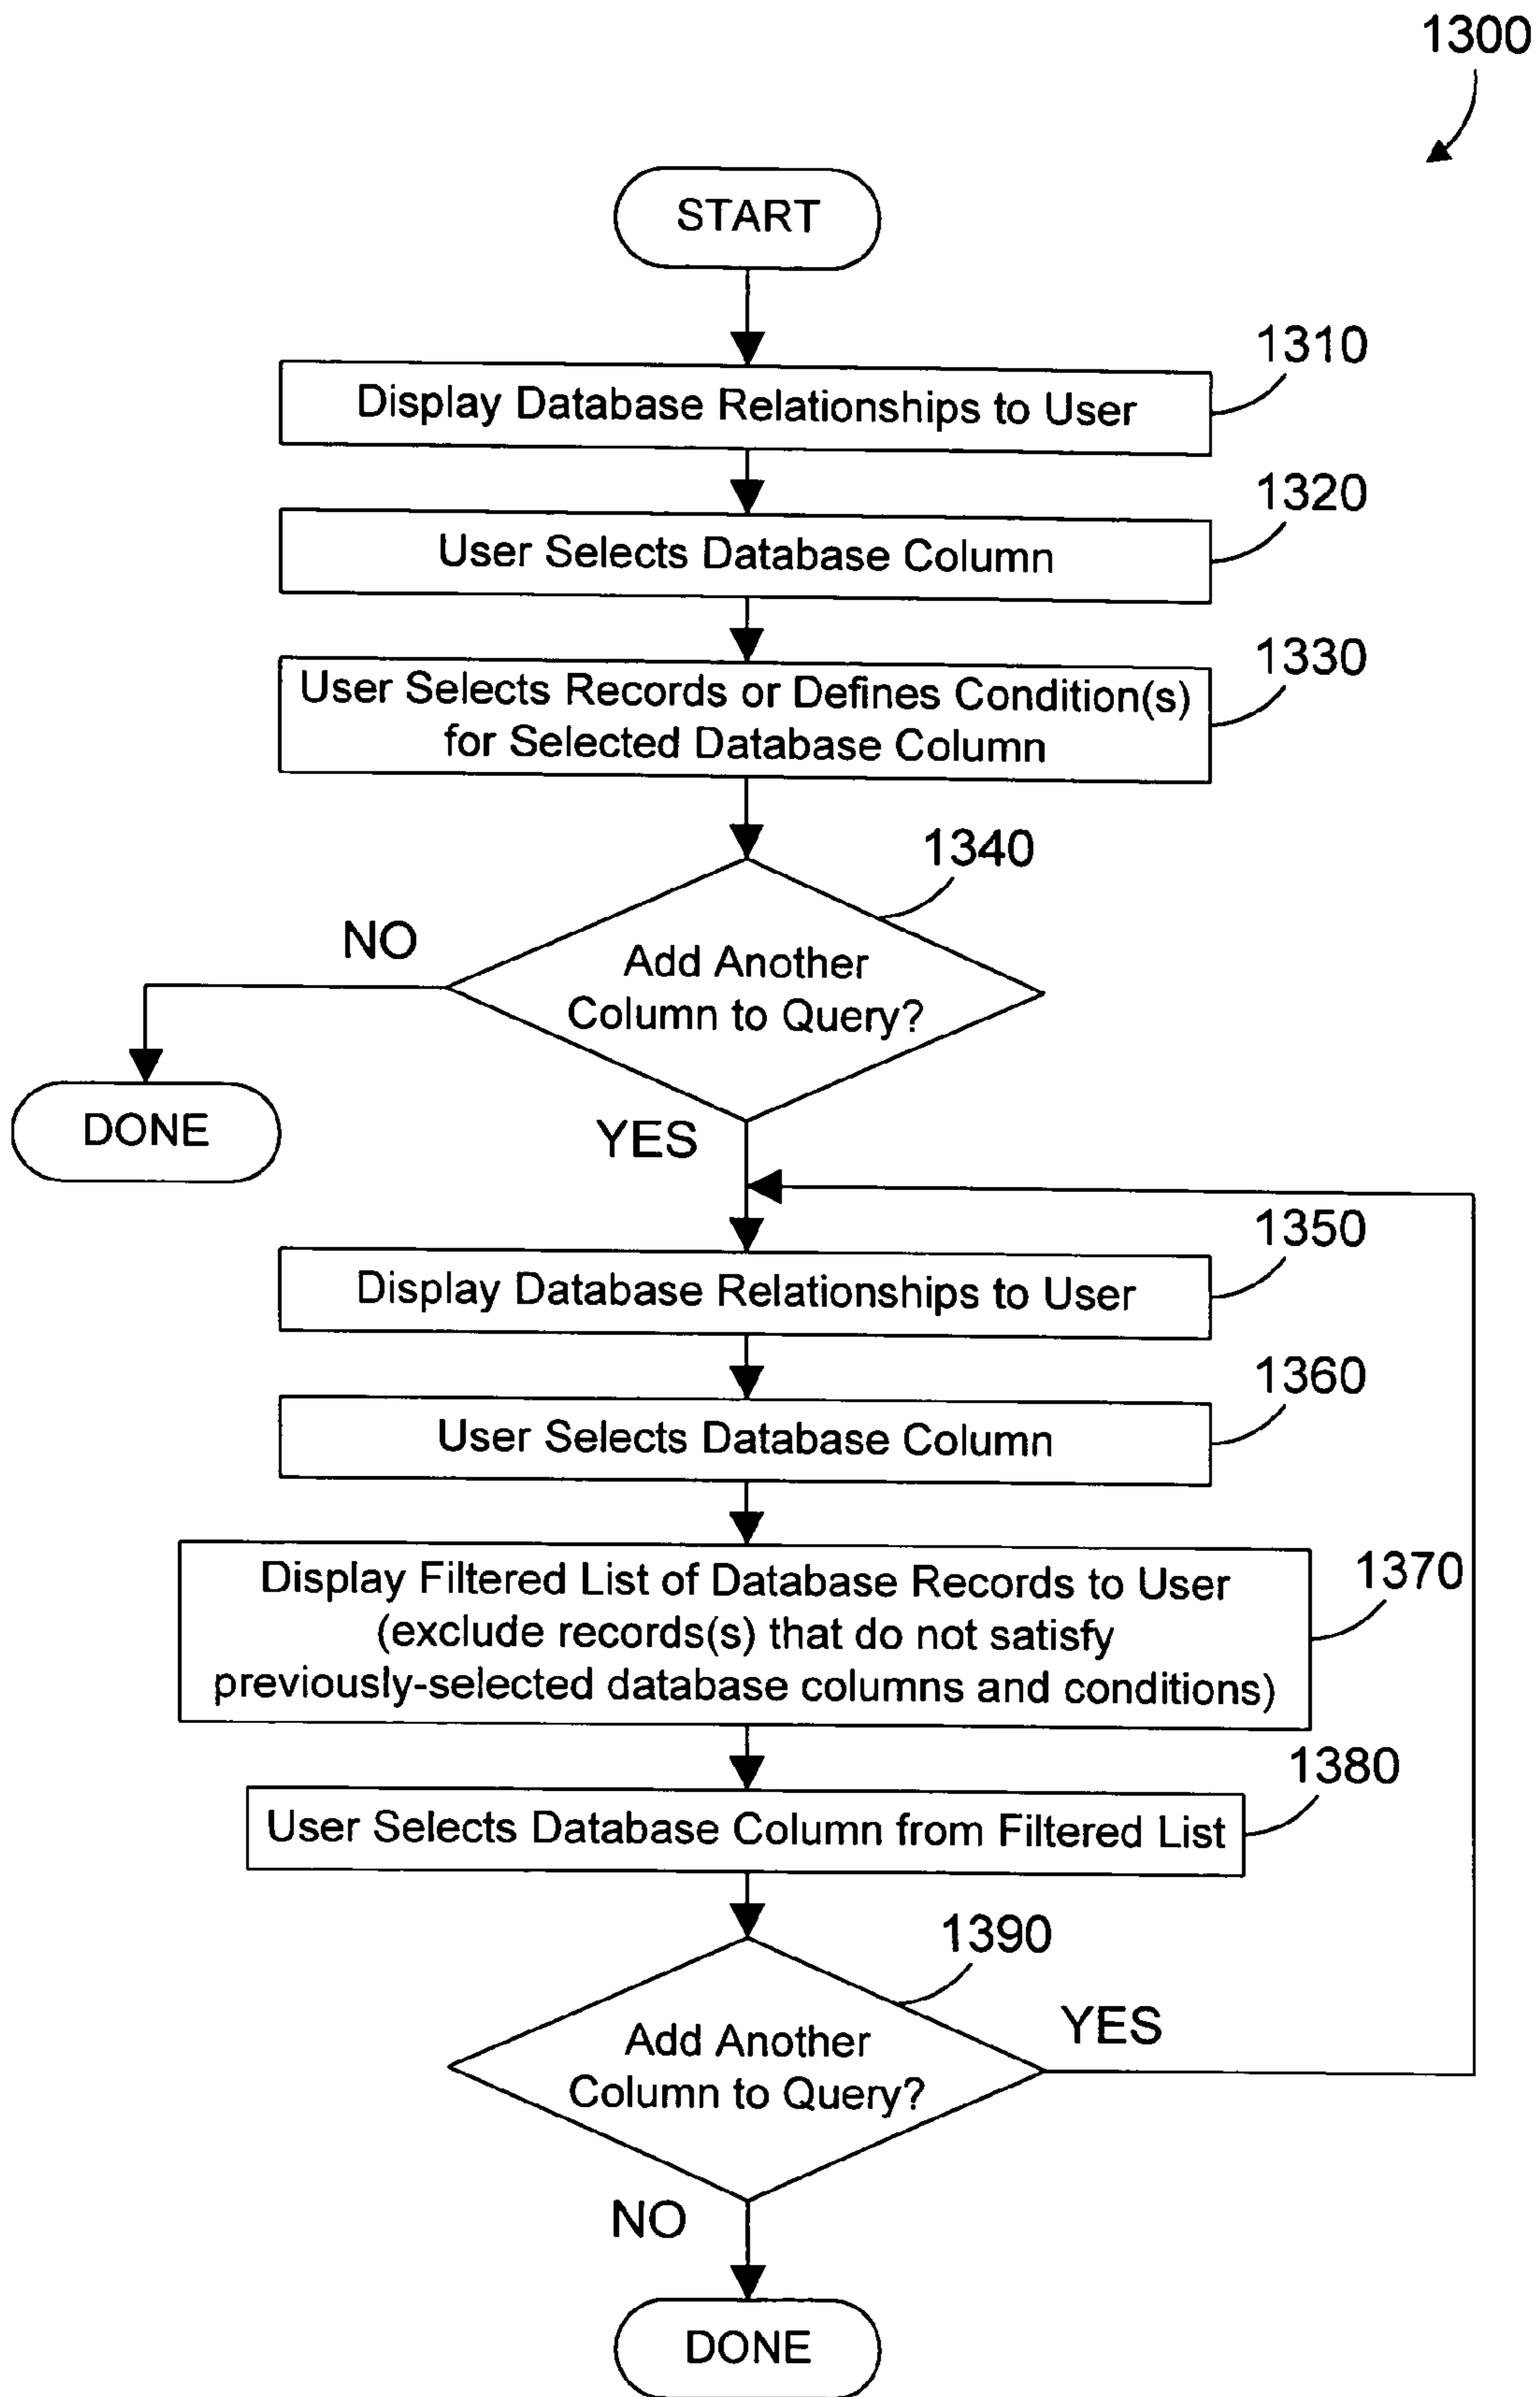 1300
START
1310
Display Database Relationships to User
1320
User Selects Database Column
1330
User Selects Records or Defines Condition(s)
for Selected Database Column
1340
NO
Add Another
Column to Query?
DONE
YES
1350
Display Database Relationships to User
1360
User Selects Database Column
1370
Display Filtered List of Database Records to User
(exclude records(s) that do not satisfy
previously-selected database columns and conditions)
1380
User Selects Database Column from Filtered List
1390
YES
Add Another
Column to Query?
NO
DONE